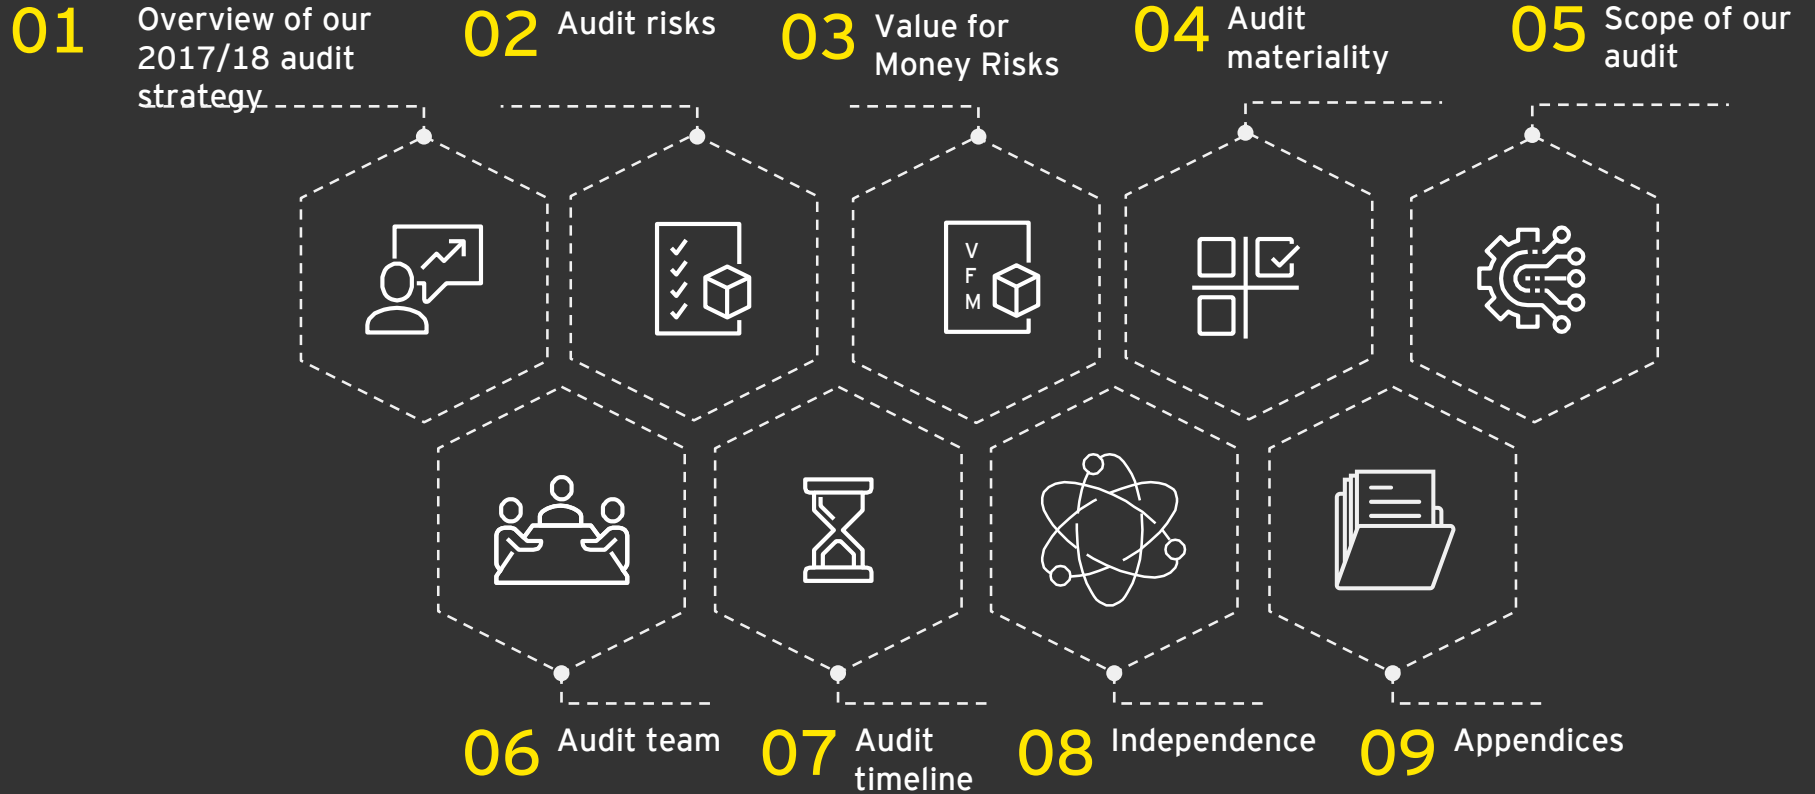 01 Overview of our
2017/18 audit
strategy
02 Audit risks
03 Value for
Money Risks
04 Audit
materiality
05 Scope of our
audit
V
F
M
06 Audit team
07 Audit
timeline
08 Independence
09 Appendices